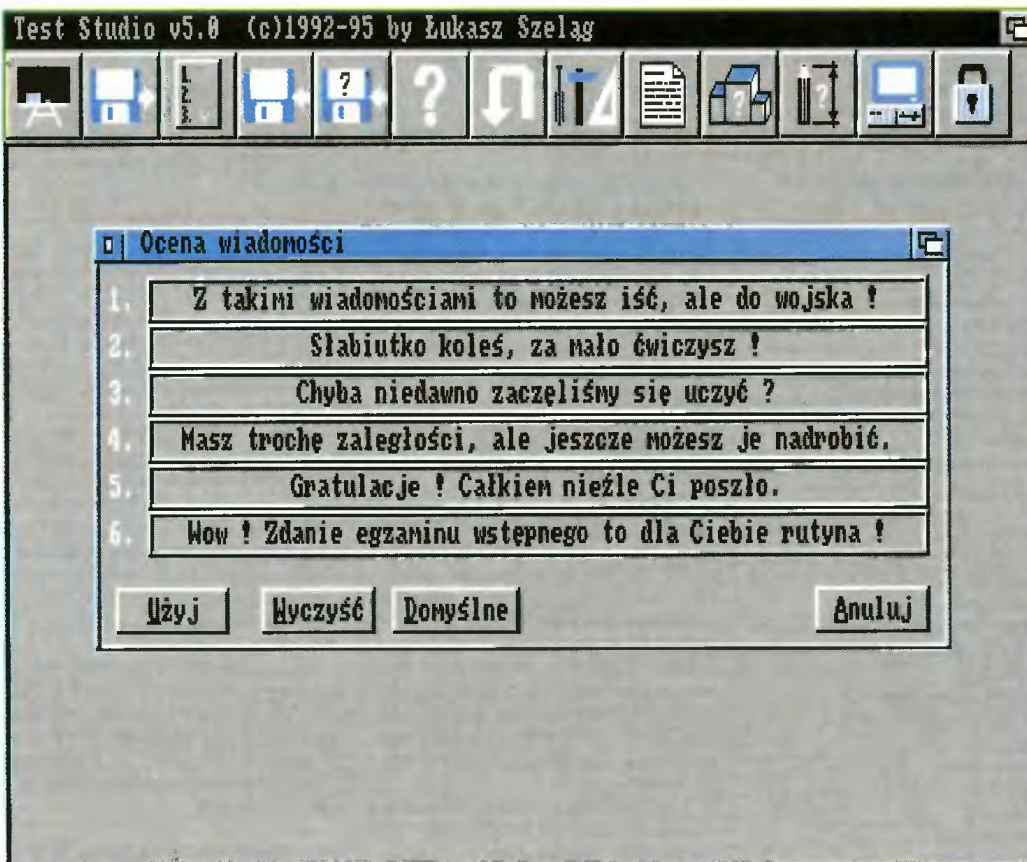 Test Studio v5.0 (c)1992-95 by Łukasz Szeląg
1.
2.
3.
?
?
?
?
Ocena wiadomości
1. Z takimi wiadomościami to możesz iść, ale do wojska !
2. Słabiutko koleś, za mało ćwiczysz !
3. Chyba niedawno zaczęliśmy się uczyć ?
4. Masz trochę zaległości, ale jeszcze możesz je nadrobić.
5. Gratulacje ! Całkiem nieźle Ci poszło.
6. Wow ! Zdanie egzaminu wstępnego to dla Ciebie rutyna !
Użyj Wyczyść Domyślne Anuluj